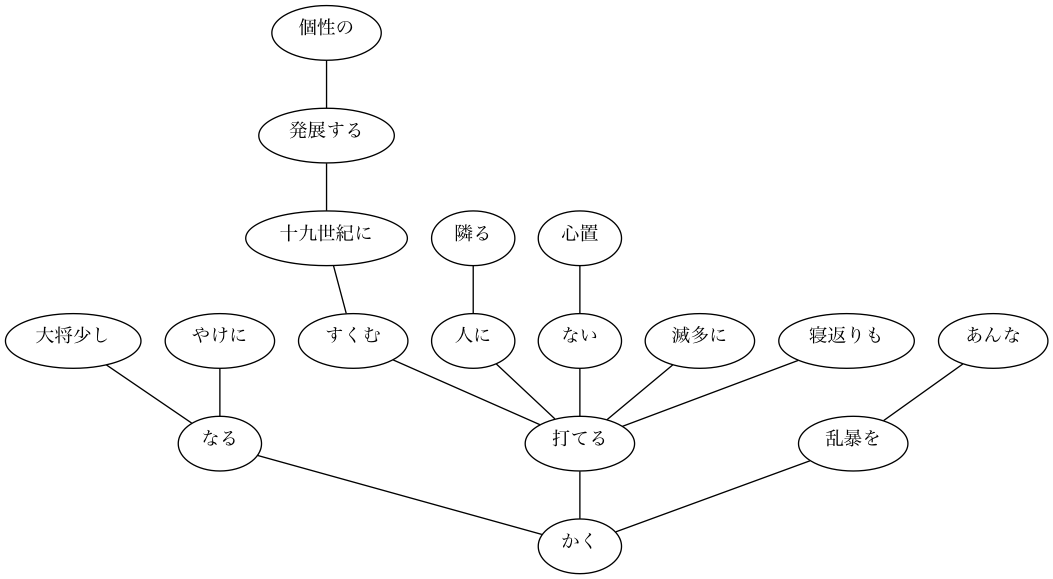 個性の
発展する
十九世紀に
隣る
心置
大将少し
やけに
すくむ
人に
ない
滅多に
寝返りも
あんな
なる
打てる
乱暴を
かく